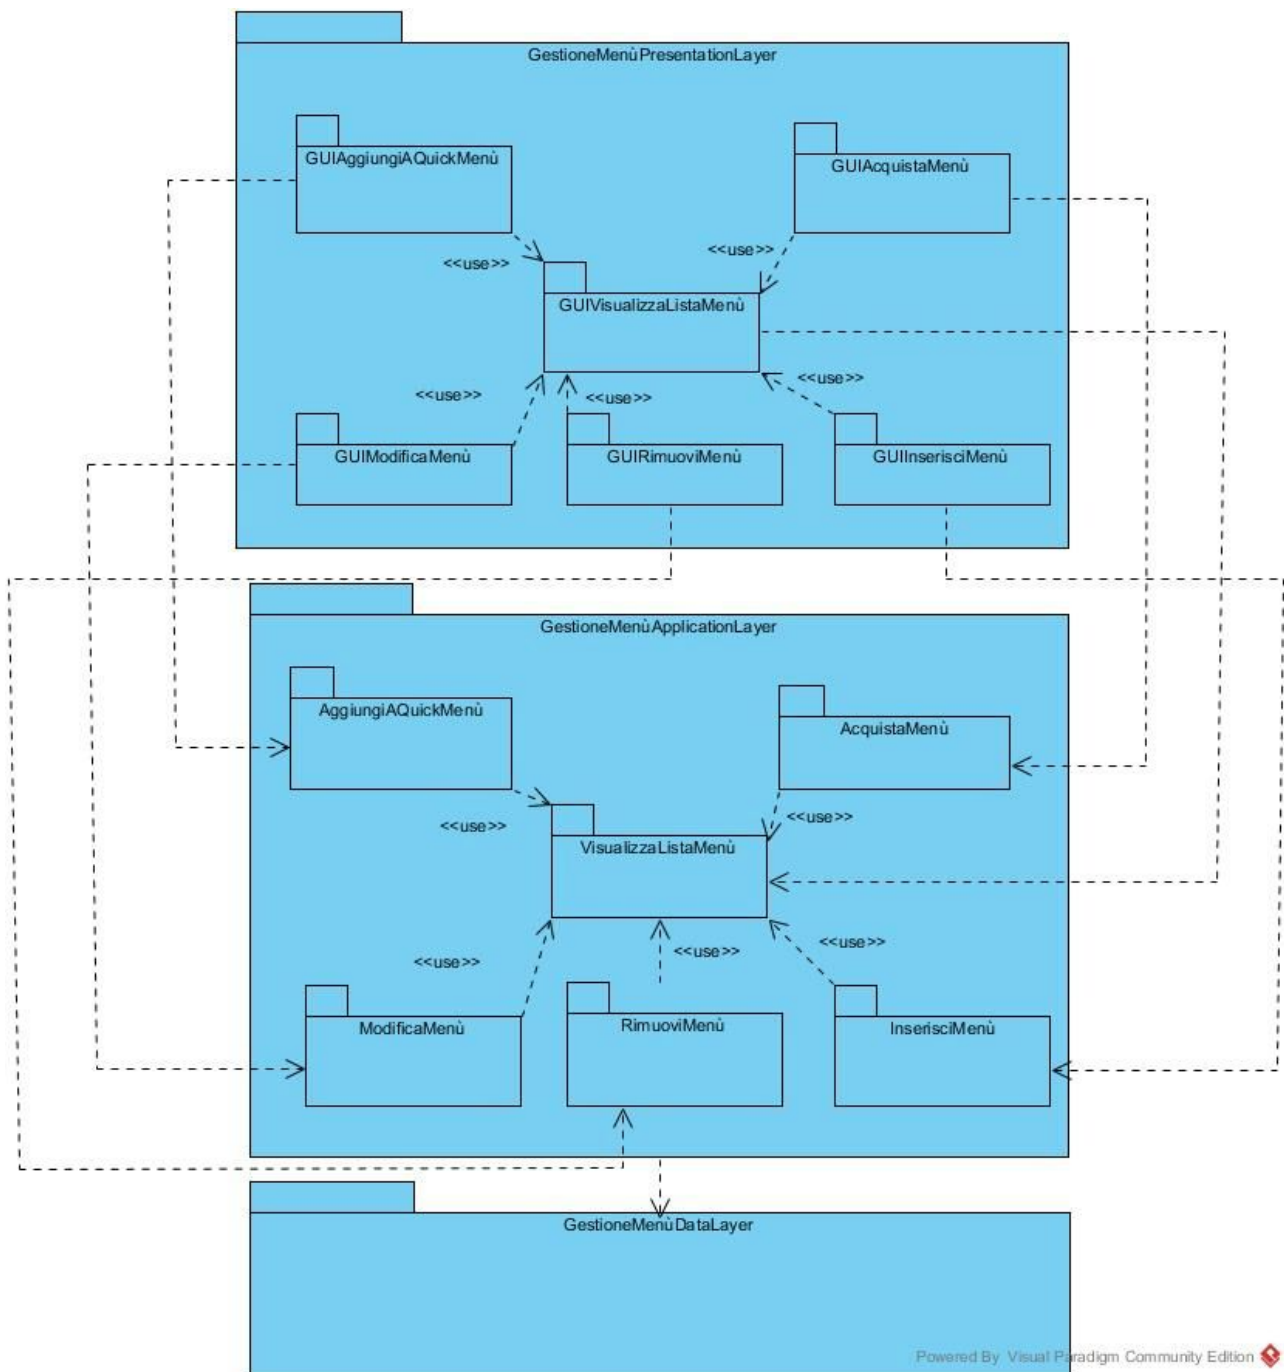 GestioneMenùPresentationLayer
GUIAggiungiAQuickMenù
GUIAcquistaMenù
<<use>>
<<use>>
GUIVisualizzaListaMenù
<<use>>
<<use>>
<<use>>
GUIModificaMenù
GUIRimuoviMenù
GUIInserisciMenù
GestioneMenùApplicationLayer
AggiungiAQuickMenù
AcquistaMenù
<<use>>
<<use>>
VisualizzaListaMenù
<<use>>
<<use>>
<<use>>
ModificaMenù
RimuoviMenù
InserisciMenù
GestioneMenùDataLayer
Powered By Visual Paradigm Community Edition